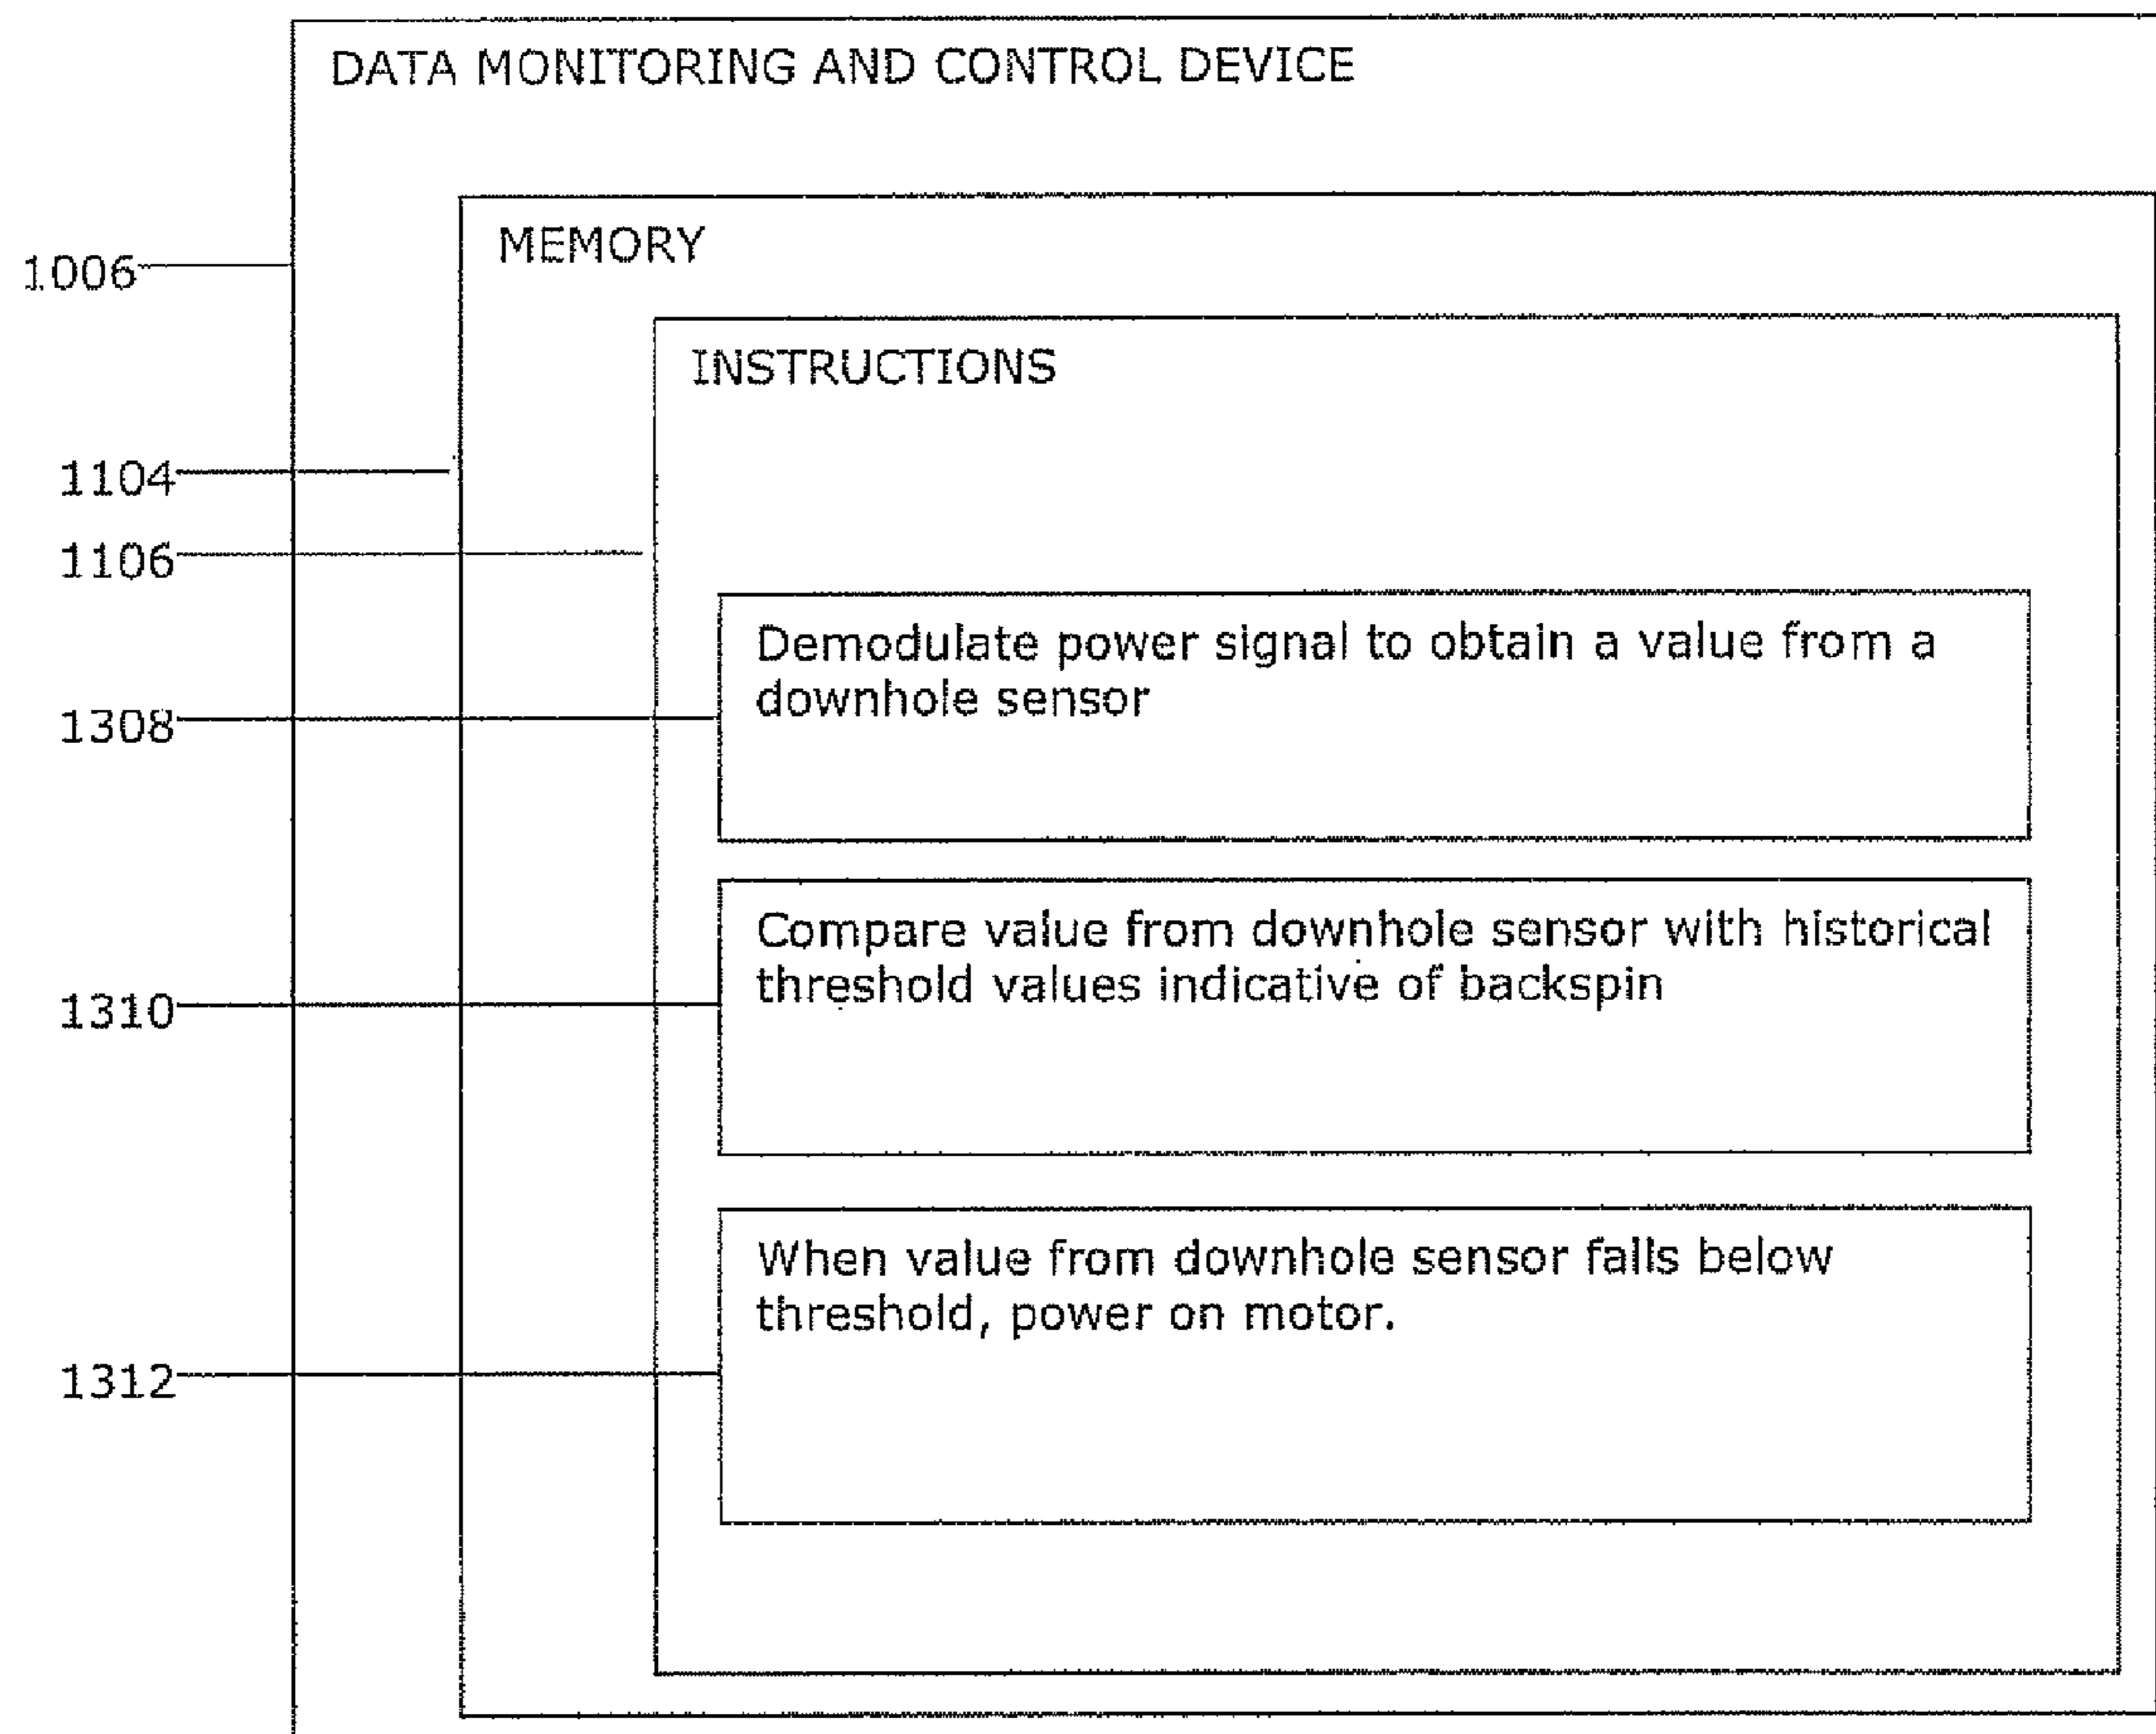 DATA MONITORING AND CONTROL DEVICE
MEMORY
1006
INSTRUCTIONS
1104
1106
Demodulate power signal to obtain a value from a
downhole sensor
1308
Compare value from downhole sensor with historical
threshold values indicative of backspin
1310
When value from downhole sensor falls below
threshold, power on motor.
1312